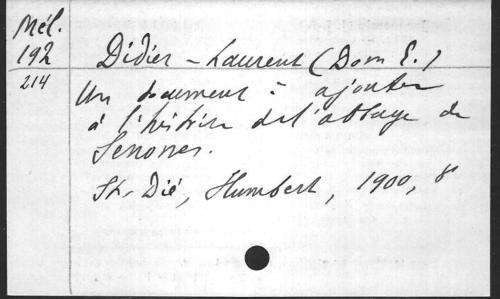 Mél.
192
214
Didier-Laurent (Dom E.)
Un document à ajouter
à l'histoire de l'abbaye de
Senones.
St-Dié, Humbert, 1900, 8°